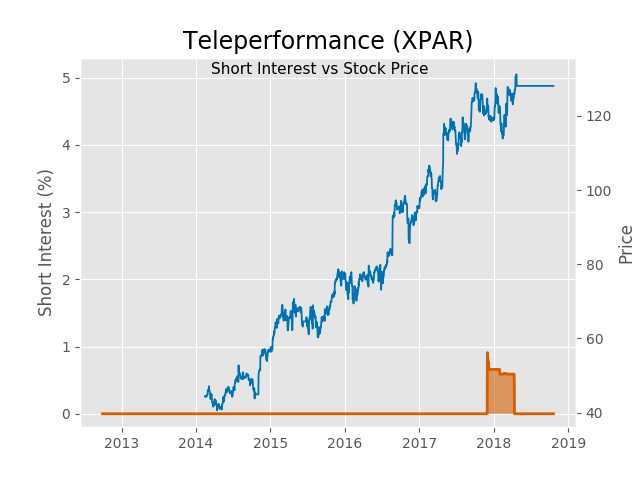 Teleperformance (XPAR)
Short Interest vs Stock Price
Short Interest (%)
5
4
3
2
1
0
120
100
80
60
40
Price
2013 2014 2015 2016 2017 2018 2019